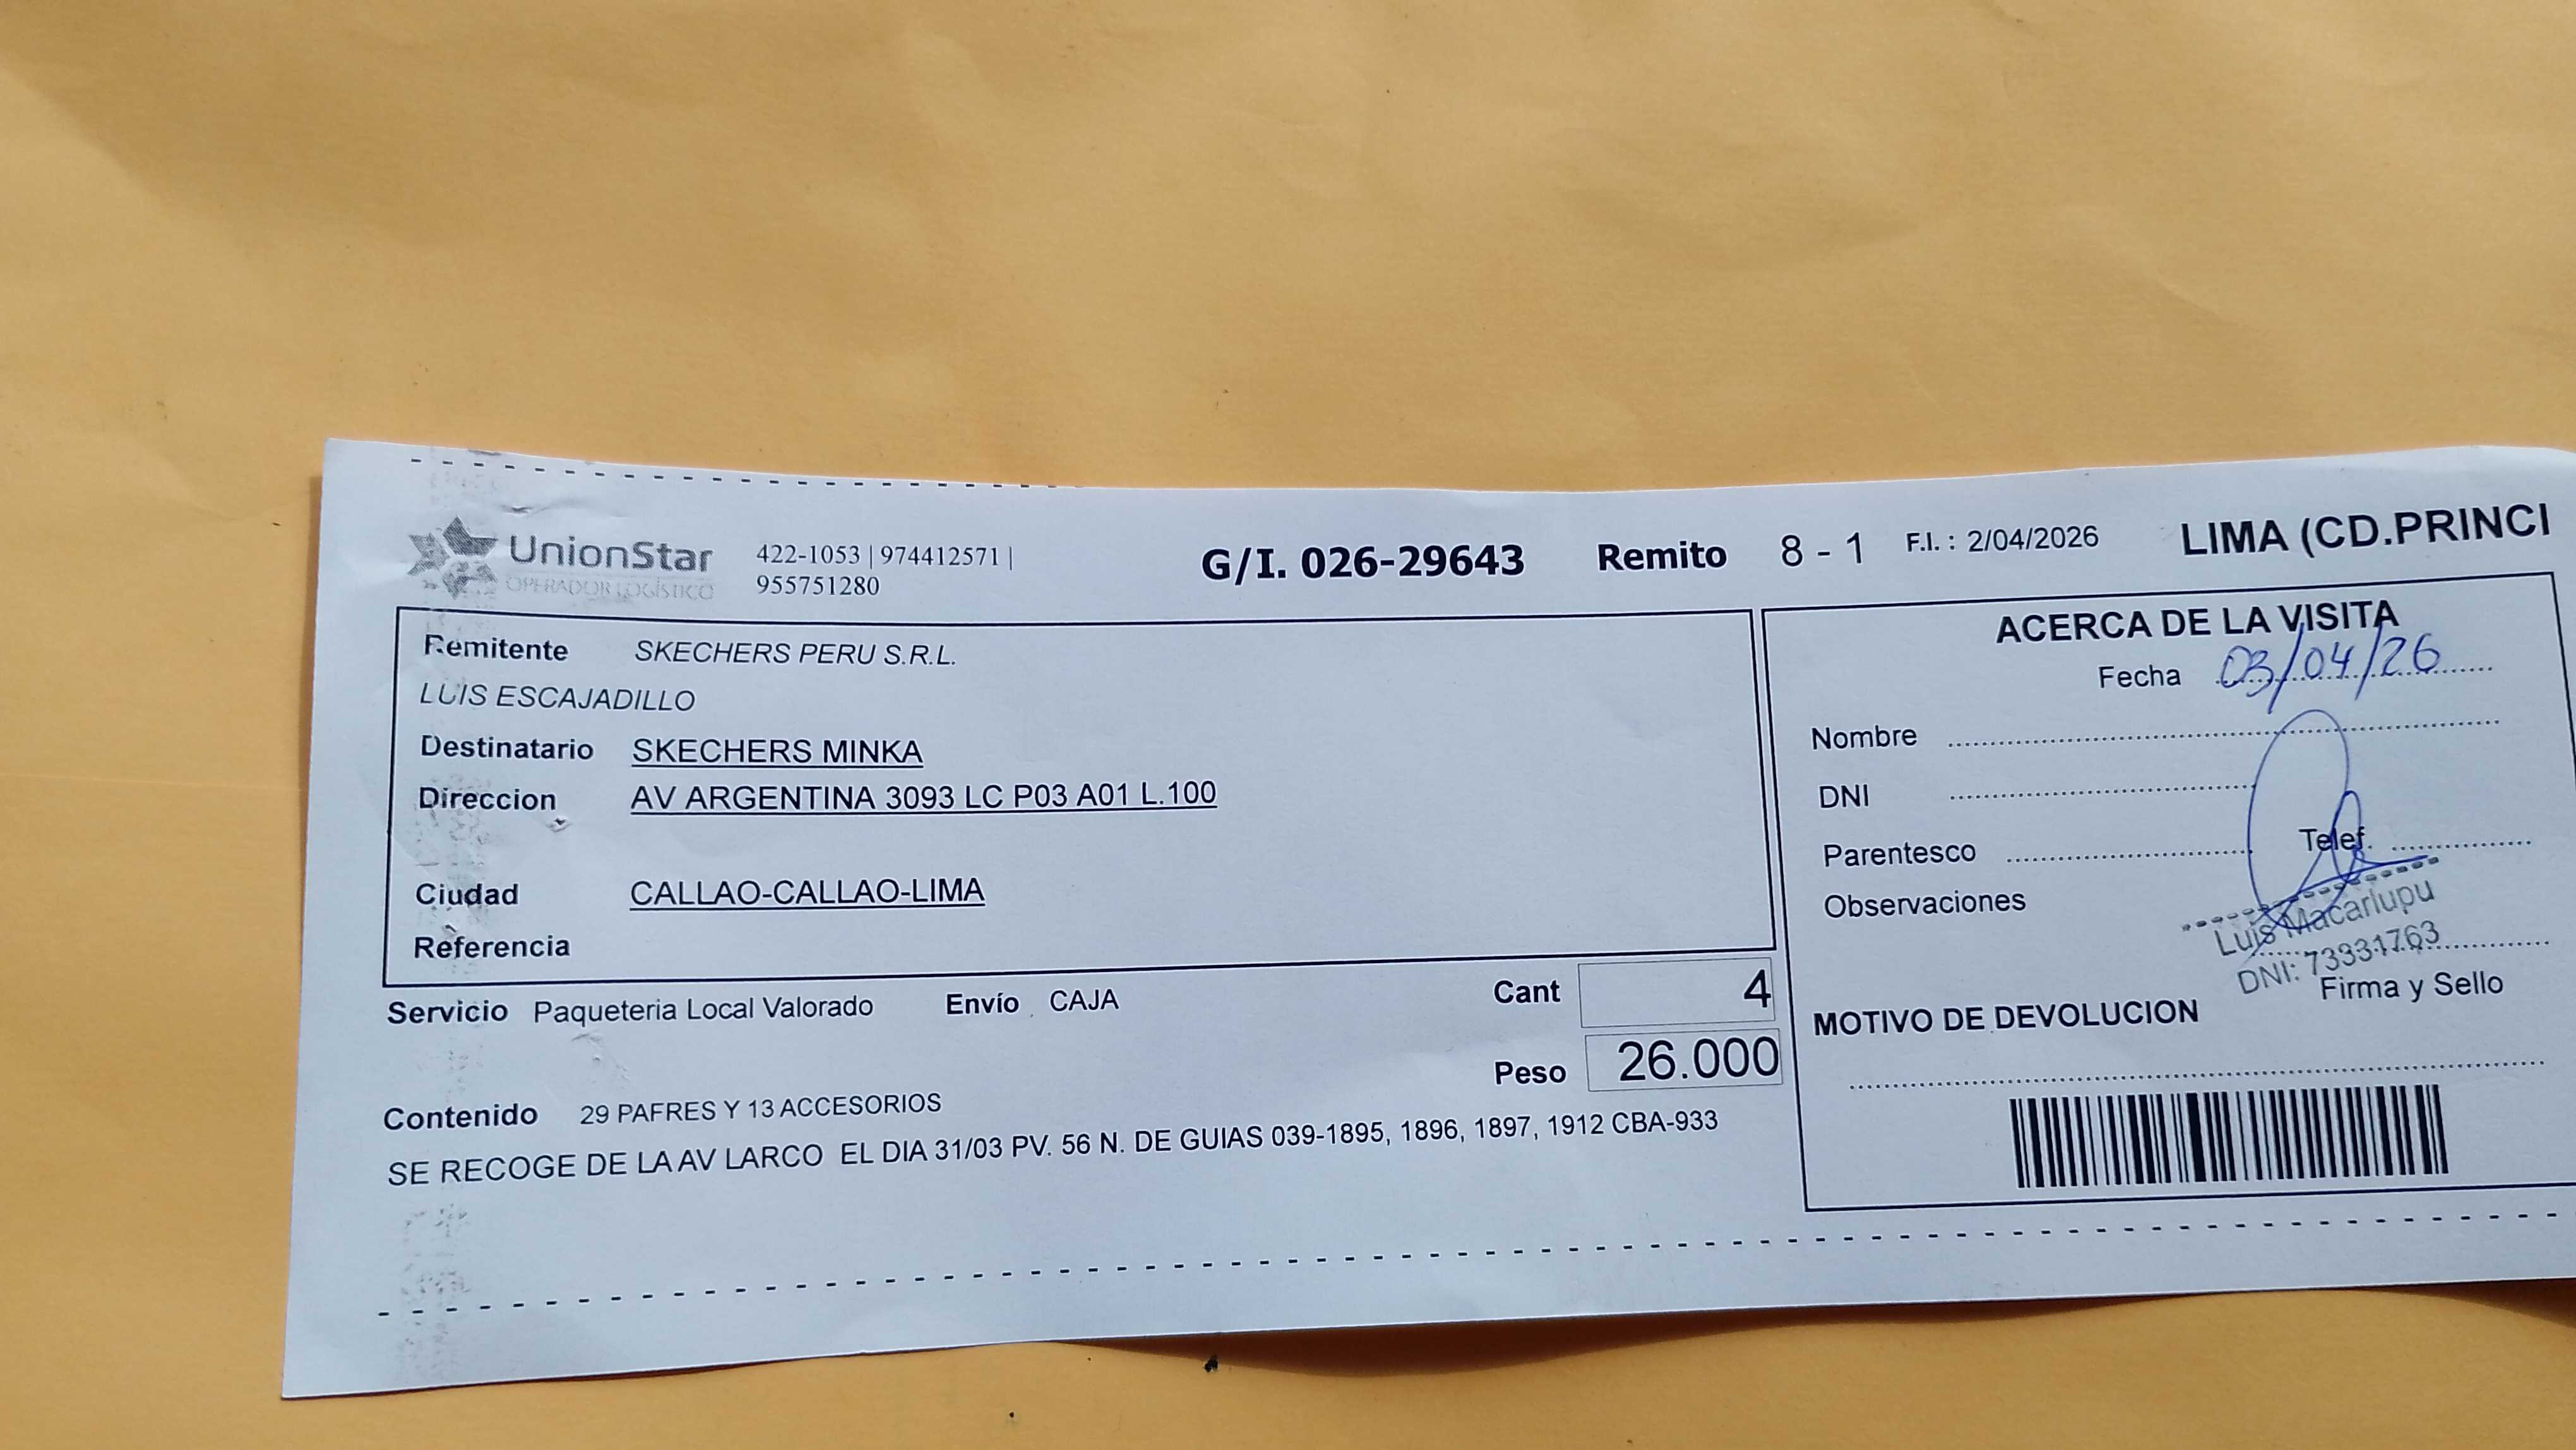 UnionStar
OPERADOR LOGÍSTICO
422-1053 | 974412571 |
955751280
G/I. 026-29643 Remito 8 - 1 F.I. : 2/04/2026 LIMA (CD.PRINCI
Remitente SKECHERS PERU S.R.L.
LUIS ESCAJADILLO
Destinatario SKECHERS MINKA
Direccion AV ARGENTINA 3093 LC P03 A01 L.100
Ciudad CALLAO-CALLAO-LIMA
Referencia
Servicio Paqueteria Local Valorado Envío CAJA Cant 4
Peso 26.000
Contenido 29 PAFRES Y 13 ACCESORIOS
SE RECOGE DE LA AV LARCO EL DIA 31/03 PV. 56 N. DE GUIAS 039-1895, 1896, 1897, 1912 CBA-933
ACERCA DE LA VISITA
Fecha 03/04/26
Nombre
DNI
Parentesco Telef.
Observaciones
Luis Macarlupu
DNI: 73931763
Firma y Sello
MOTIVO DE DEVOLUCION